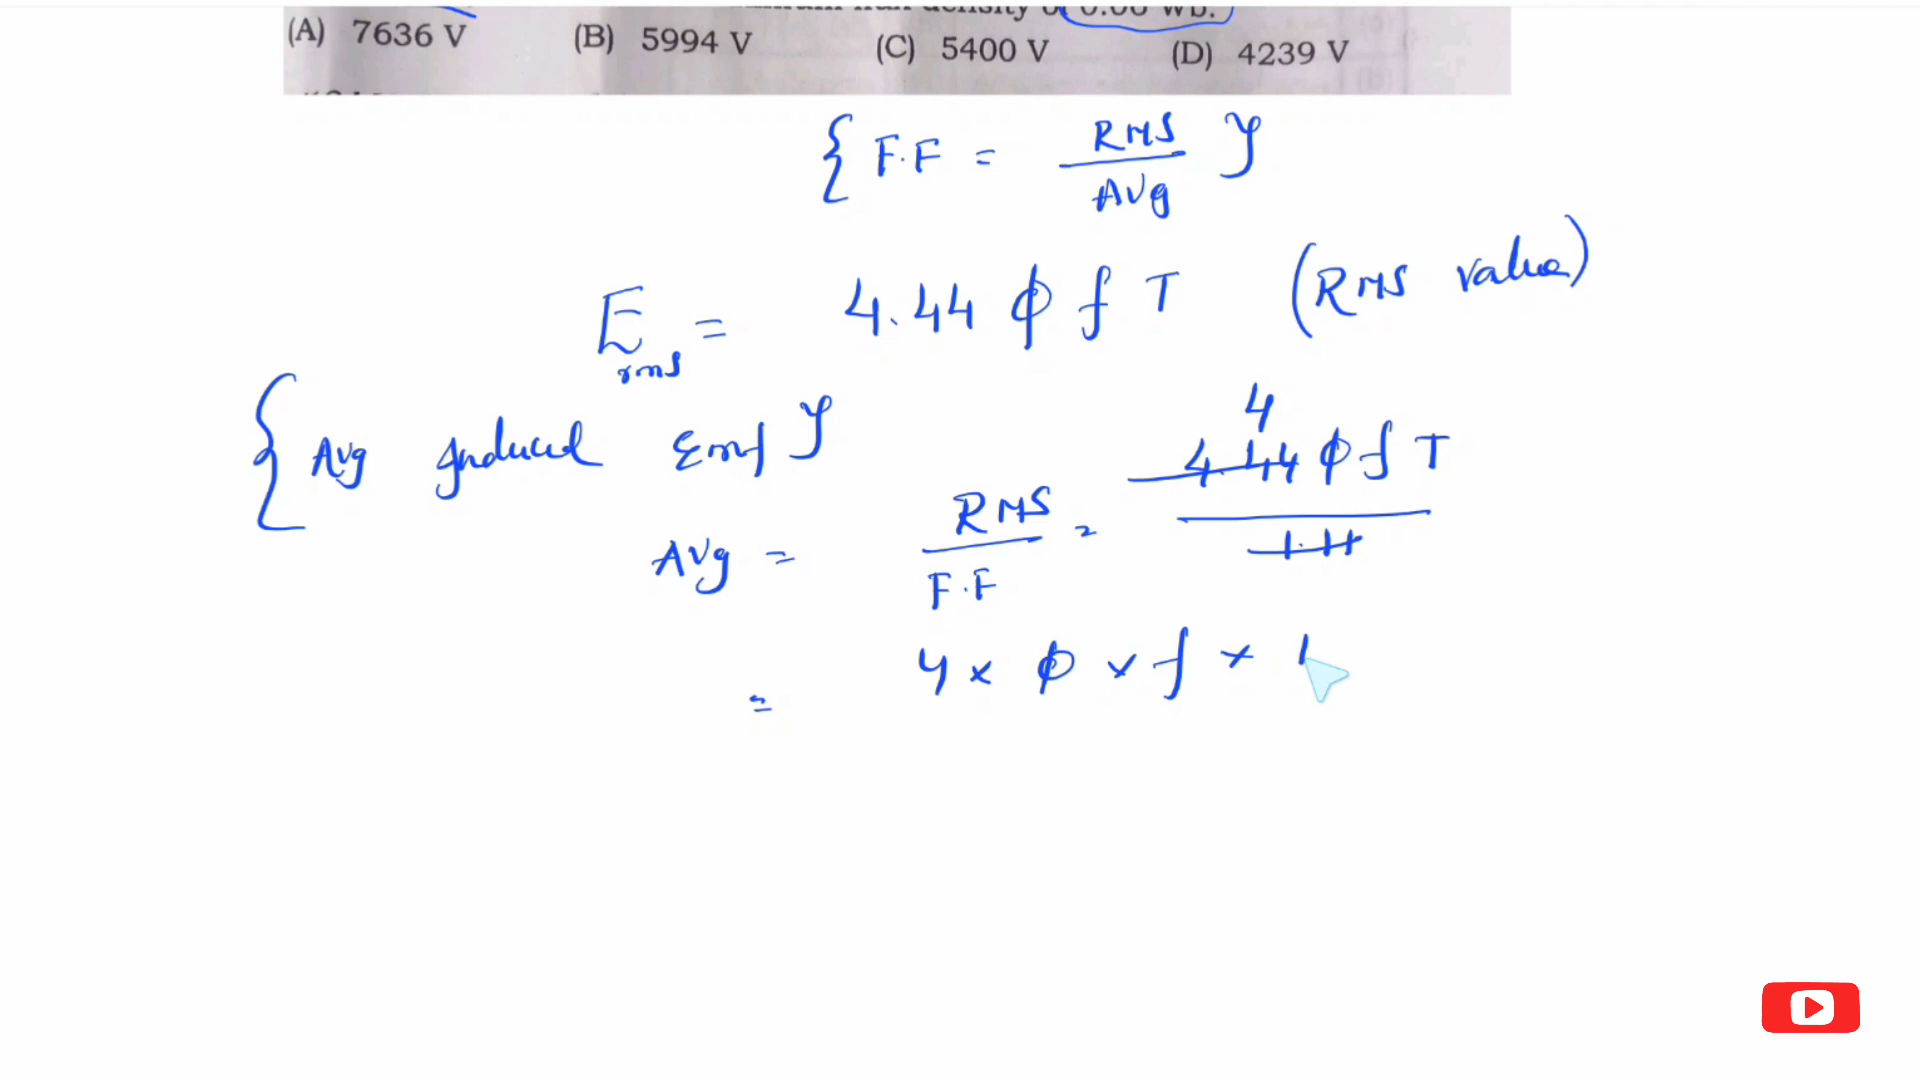 density
(A) 7636 V (B) 5994 V (C) 5400 V (D) 4239 V
{ F.F = RMS / Avg }
E rms = 4.44 ϕ f T (RMS value)
{ Avg Induced Emf }
4
Avg = RMS / F.F = 4.44 ϕ f T / 1.11
= 4 × ϕ × f ×